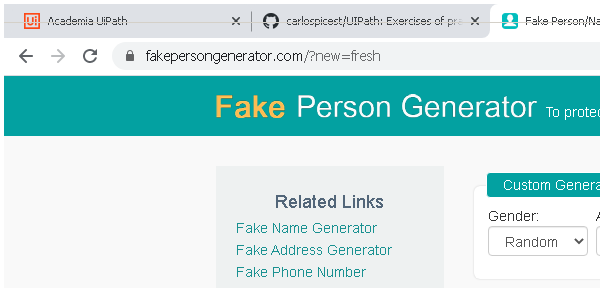 Academia UiPath
carlospicest/UIPath: Exercises of pra
Fake Person/Na
fakepersongenerator.com/?new=fresh
Fake Person Generator To protec
Related Links
Fake Name Generator
Fake Address Generator
Fake Phone Number
Custom Genera
Gender:
Random